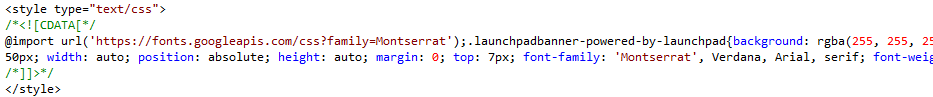 <style type="text/css">
/*<![CDATA[*/
@import url('https://fonts.googleapis.com/css?family=Montserrat');.launchpadbanner-powered-by-launchpad{background: rgba(255, 255, 25
50px; width: auto; position: absolute; height: auto; margin: 0; top: 7px; font-family: 'Montserrat', Verdana, Arial, serif; font-weig
/*]]>*/
</style>